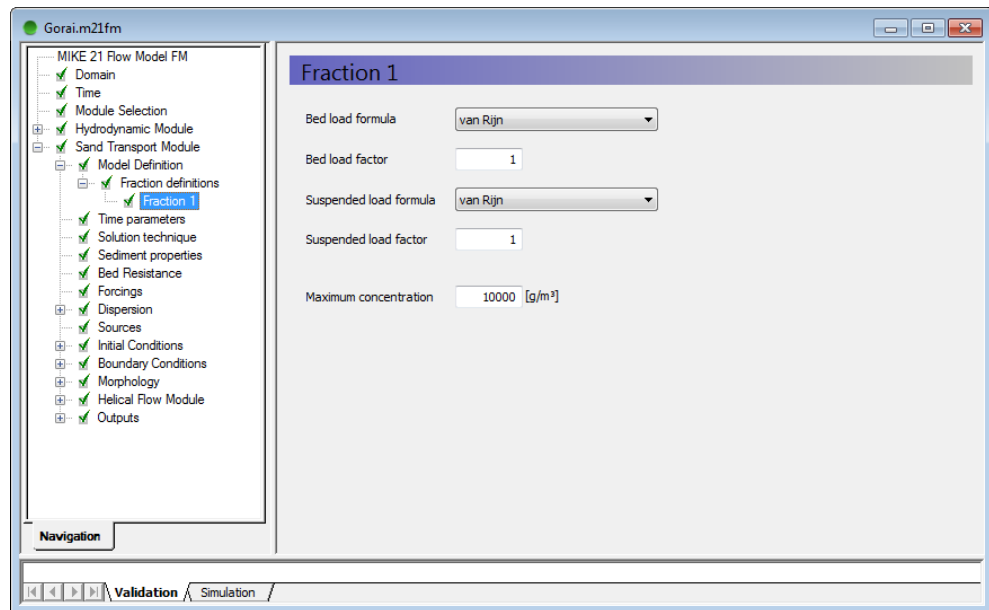 Gorai.m21fm
MIKE 21 Flow Model FM
Domain
Time
Module Selection
Hydrodynamic Module
Sand Transport Module
Model Definition
Fraction definitions
Fraction 1
Time parameters
Solution technique
Sediment properties
Bed Resistance
Forcings
Dispersion
Sources
Initial Conditions
Boundary Conditions
Morphology
Helical Flow Module
Outputs
Navigation
Fraction 1
Bed load formula van Rijn
Bed load factor 1
Suspended load formula van Rijn
Suspended load factor 1
Maximum concentration 10000 [g/m³]
Validation Simulation